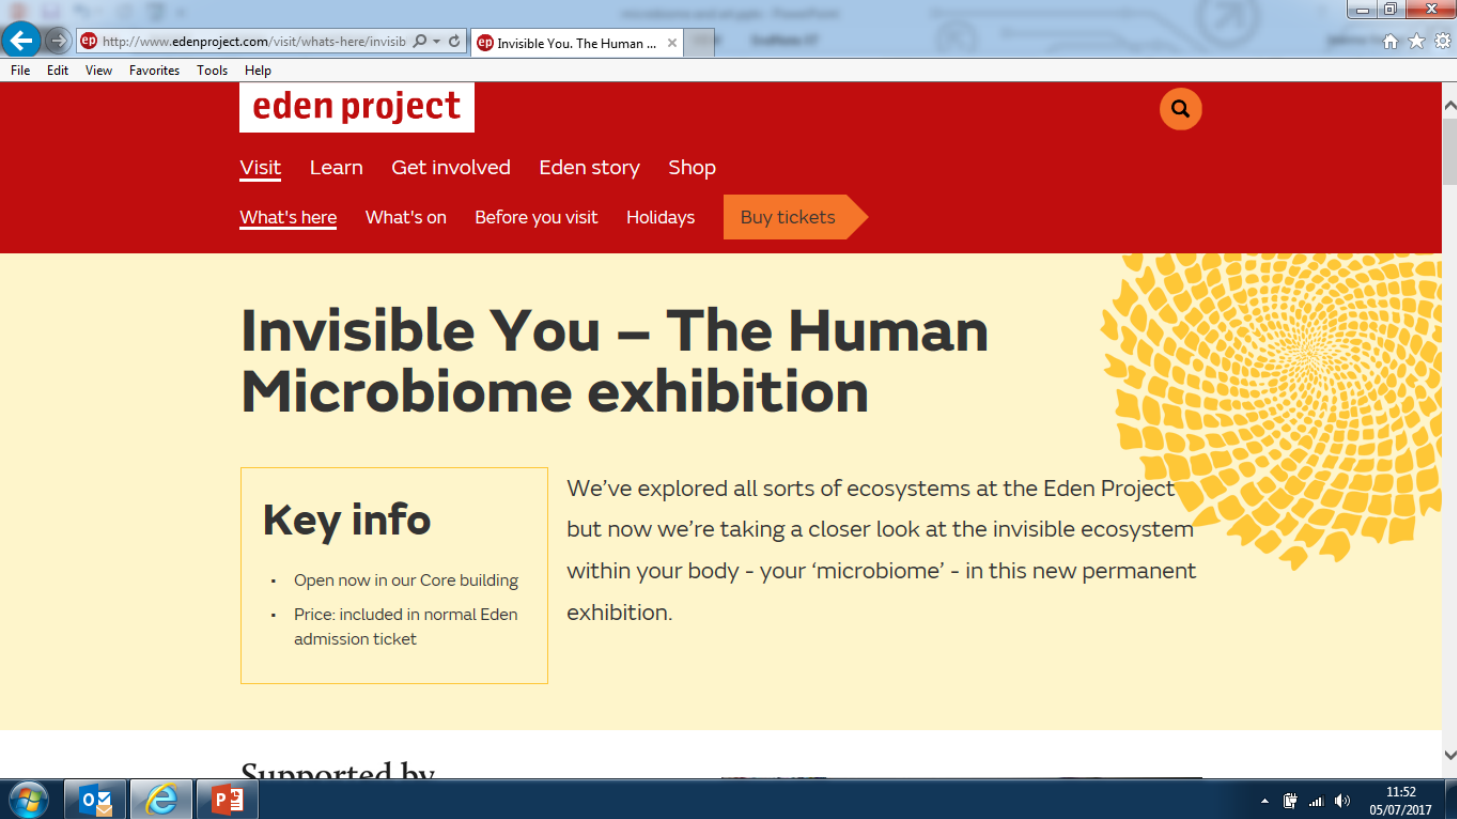 http://www.edenproject.com/visit/whats-here/invisib
ep Invisible You. The Human ...
File Edit View Favorites Tools Help
eden project
Visit Learn Get involved Eden story Shop
What's here What's on Before you visit Holidays Buy tickets
Invisible You – The Human
Microbiome exhibition
Key info
▪ Open now in our Core building
▪ Price: included in normal Eden
admission ticket
We’ve explored all sorts of ecosystems at the Eden Project
but now we’re taking a closer look at the invisible ecosystem
within your body - your ‘microbiome’ - in this new permanent
exhibition.
Supported by
11:52
05/07/2017